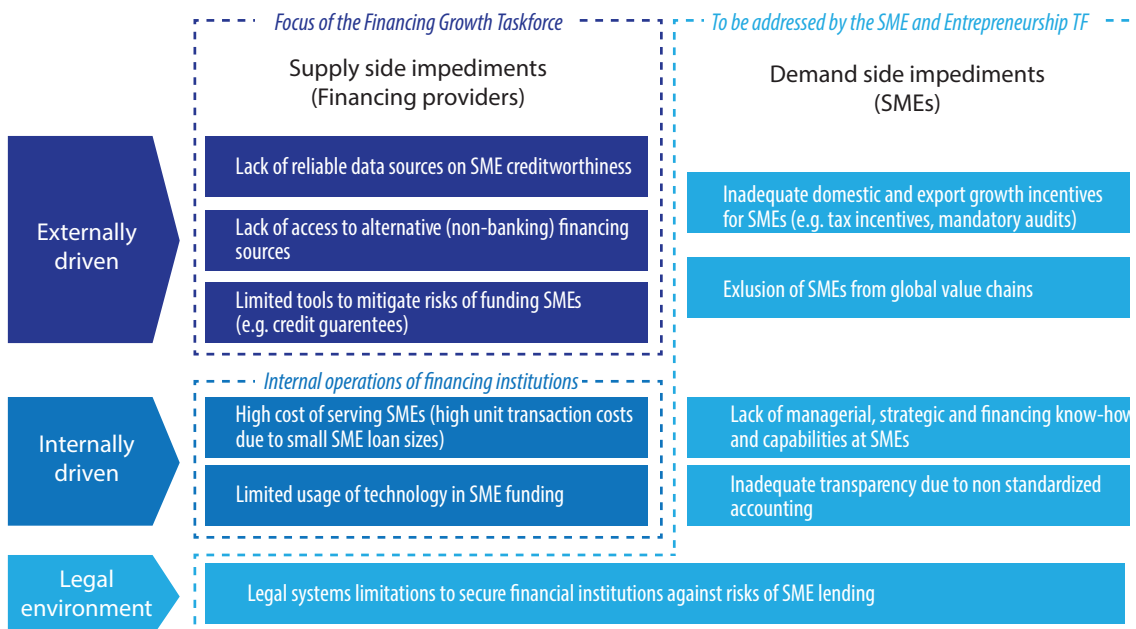 Focus of the Financing Growth Taskforce
To be addressed by the SME and Entrepreneurship TF
Supply side impediments
(Financing providers)
Demand side impediments
(SMEs)
Externally
driven
Lack of reliable data sources on SME creditworthiness
Lack of access to alternative (non-banking) financing
sources
Limited tools to mitigate risks of funding SMEs
(e.g. credit guarentees)
Inadequate domestic and export growth incentives
for SMEs (e.g. tax incentives, mandatory audits)
Exlusion of SMEs from global value chains
Internally
driven
Internal operations of financing institutions
High cost of serving SMEs (high unit transaction costs
due to small SME loan sizes)
Limited usage of technology in SME funding
Lack of managerial, strategic and financing know-how
and capabilities at SMEs
Inadequate transparency due to non standardized
accounting
Legal
environment
Legal systems limitations to secure financial institutions against risks of SME lending